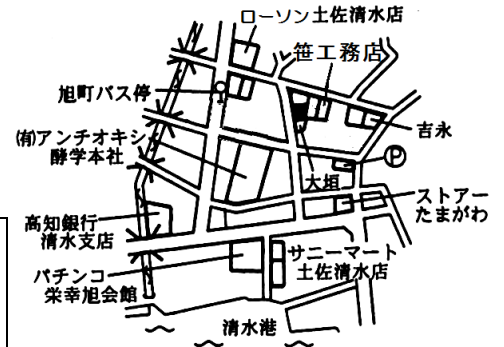 ローソン土佐清水店
笹工務店
旭町バス停
吉永
(有)アンチオキシ
酵学本社
P
大垣
ストアー
たまがわ
高知銀行
清水支店
サニーマート
土佐清水店
パチンコ
栄幸旭会館
清水港